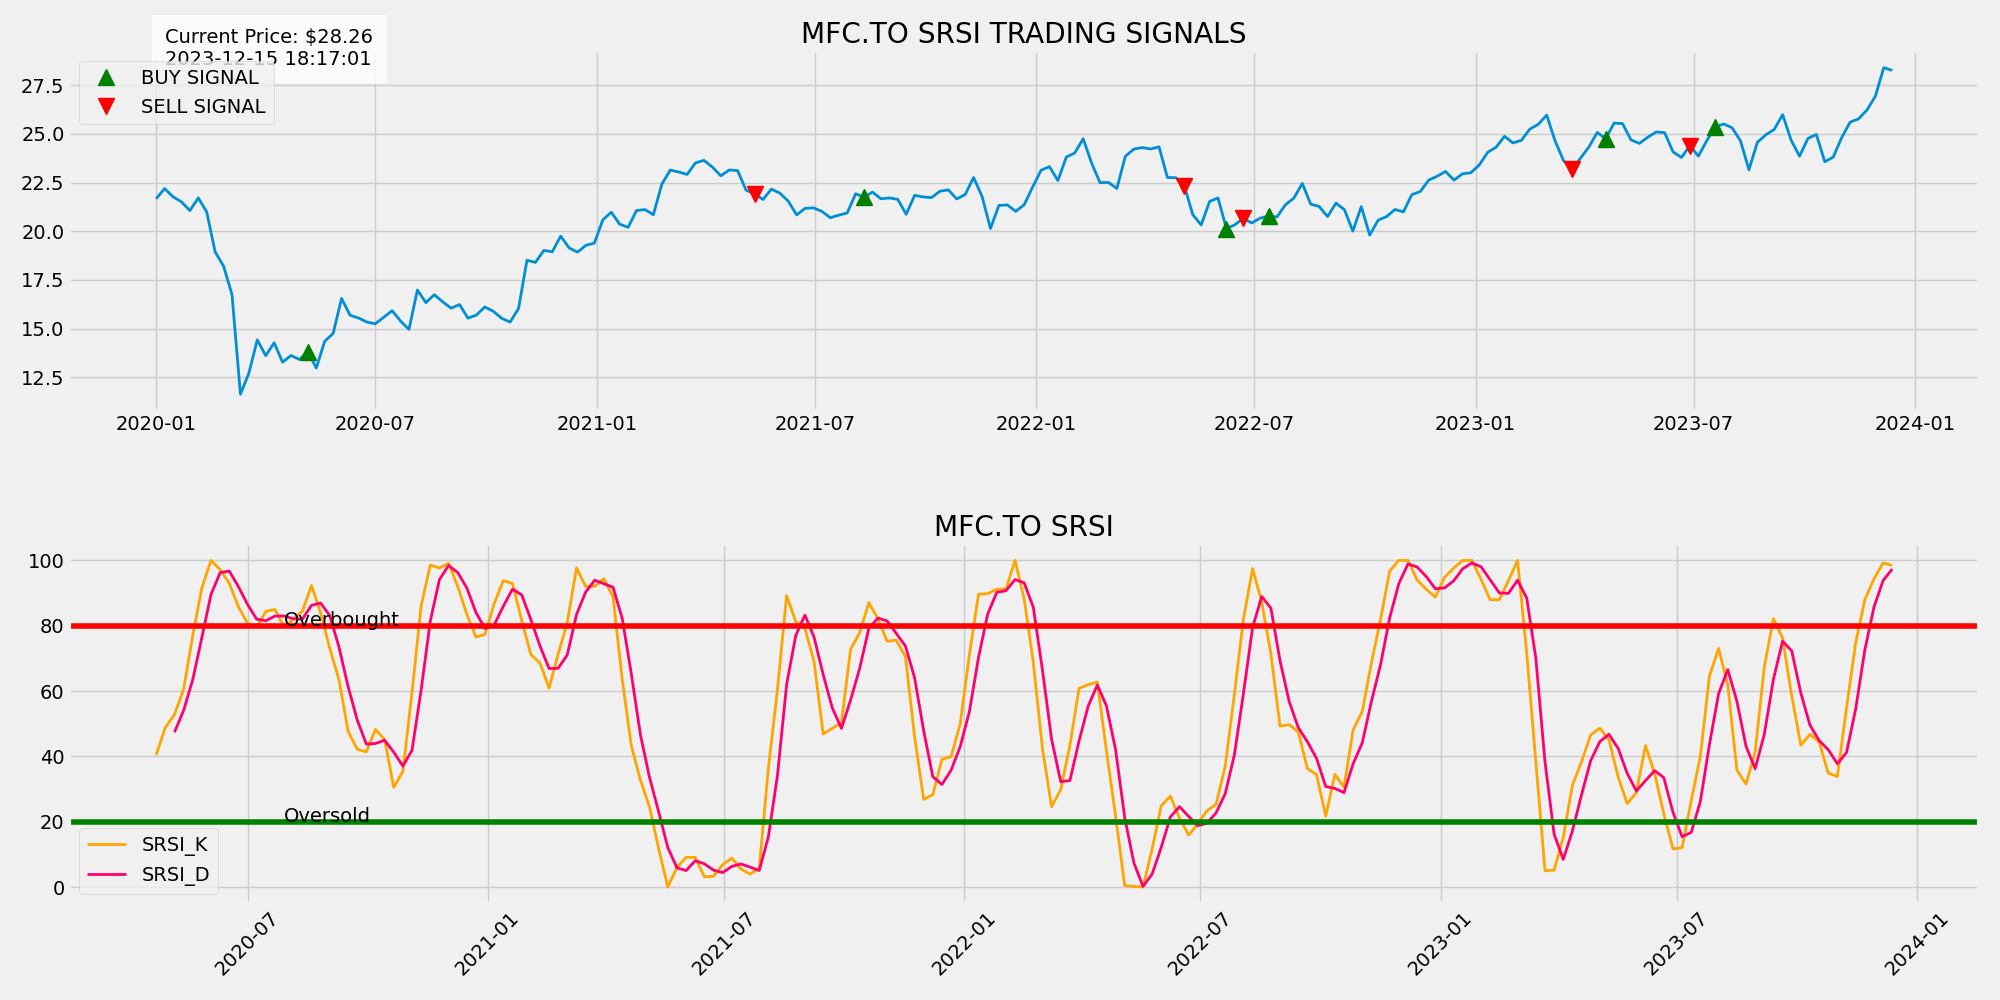 MFC.TO SRSI TRADING SIGNALS
Current Price: $28.26
2023-12-15 18:17:01
BUY SIGNAL
SELL SIGNAL
27.5
25.0
22.5
20.0
17.5
15.0
12.5
2020-01 2020-07 2021-01 2021-07 2022-01 2022-07 2023-01 2023-07 2024-01
MFC.TO SRSI
100
80
60
40
20
0
Overbought
Oversold
SRSI_K
SRSI_D
2020-07 2021-01 2021-07 2022-01 2022-07 2023-01 2023-07 2024-01